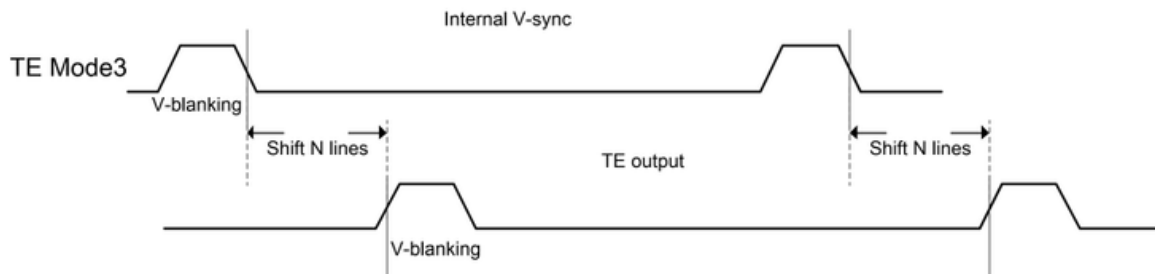 Internal V-sync
TE Mode3
V-blanking
Shift N lines
Shift N lines
TE output
V-blanking